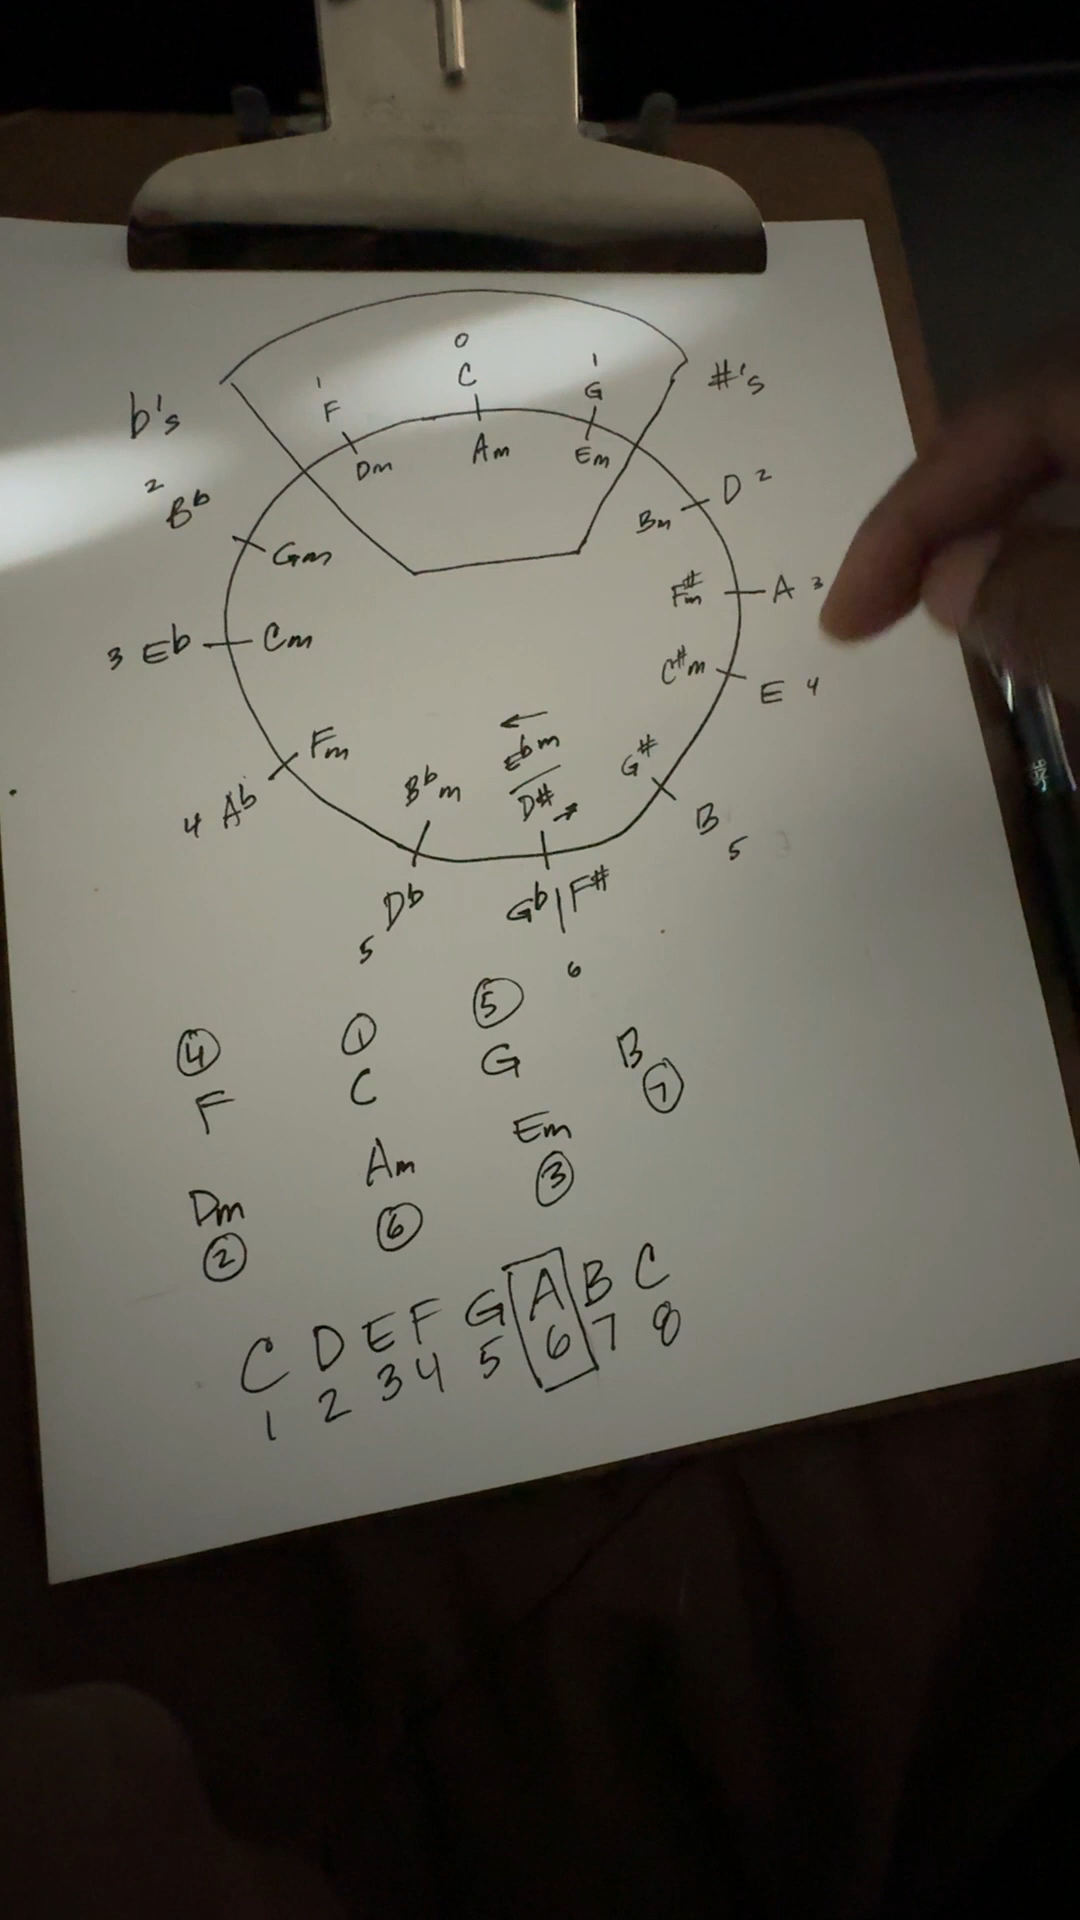 0
1 C 1
b's F G #'s
Dm Am Em
2 Bb Bm D 2
Gm F#m A 3
3 Eb Cm C#m E 4
Fm Ebm G#
4 Ab Bbm D# B 5
5 Db Gb|F#
6
4 1 5
F C G B
7
Dm Am Em
2 6 3
C D E F G A B C
1 2 3 4 5 6 7 8